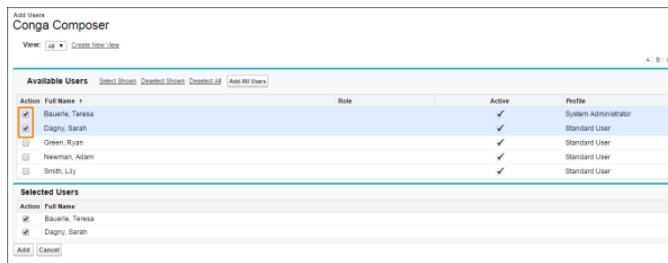 Add Users
Conga Composer
View: All Create New View
A | B |
Available Users Select Shown Deselect Shown Deselect All Add All Users
Action Full Name Role Active Profile
Bauerle, Teresa System Administrator
Dagny, Sarah Standard User
Green, Ryan Standard User
Newman, Adam Standard User
Smith, Lily Standard User
Selected Users
Action Full Name
Bauerle, Teresa
Dagny, Sarah
Add Cancel